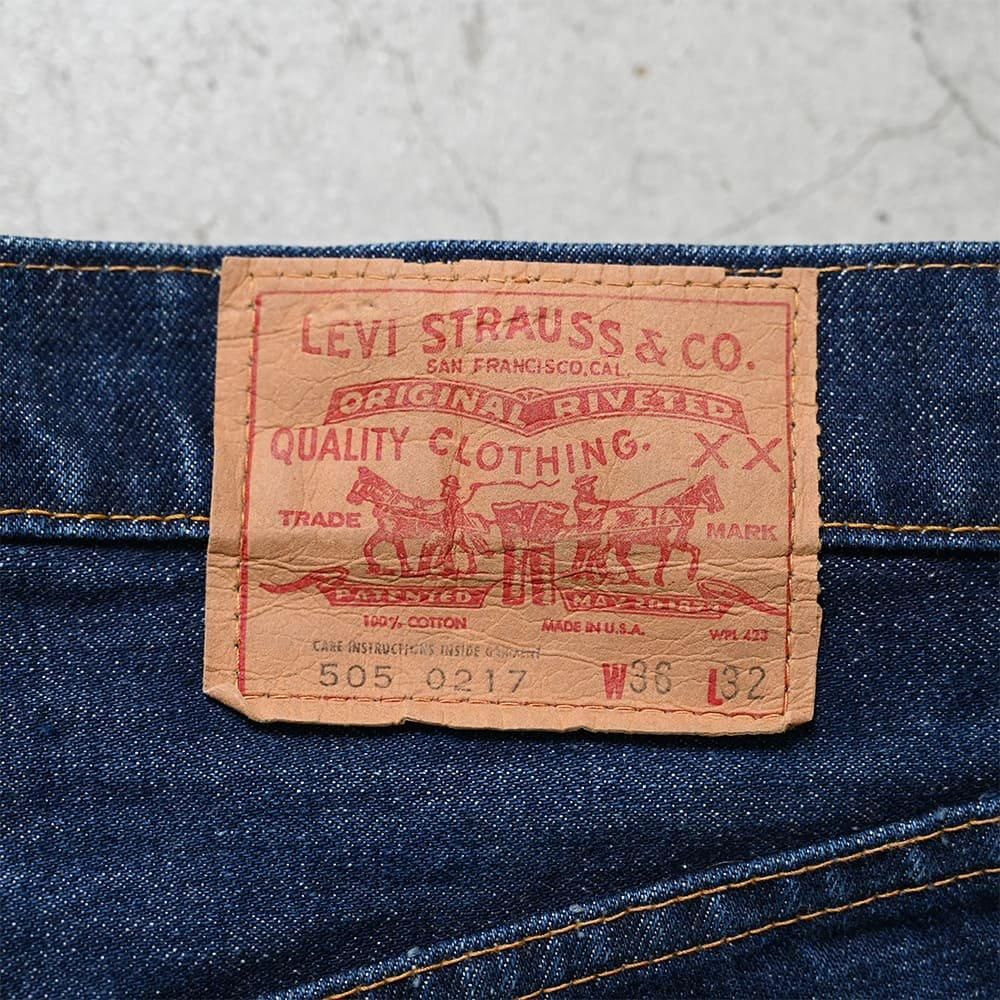 LEVI STRAUSS & CO.
SAN FRANCISCO, CAL.
ORIGINAL RIVETED
QUALITY CLOTHING. XX
TRADE MARK
PATENTED MAY 20 1873
100% COTTON MADE IN U.S.A. WPL 423
CARE INSTRUCTIONS INSIDE GARMENT
505 0217 W36 L32